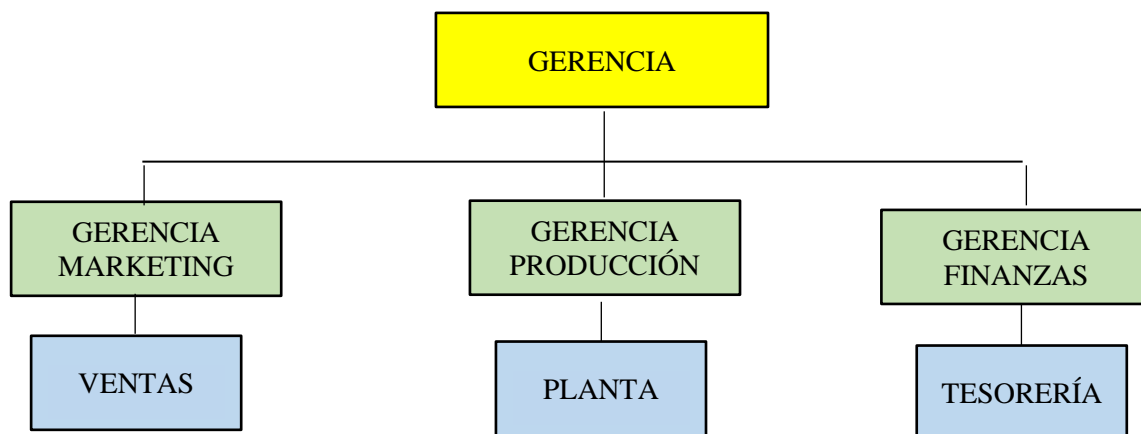 GERENCIA
GERENCIA
MARKETING
GERENCIA
PRODUCCIÓN
GERENCIA
FINANZAS
VENTAS
PLANTA
TESORERÍA